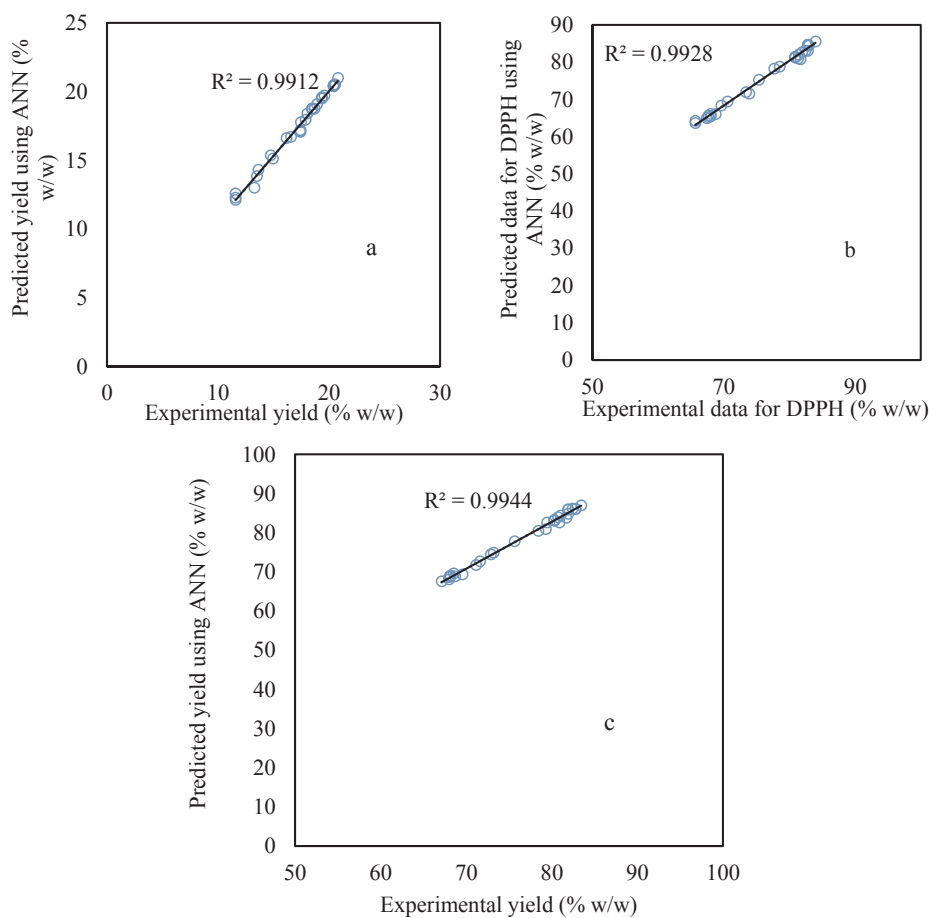 Predicted yield using ANN (%
w/w)
25
20
15
10
5
0
R² = 0.9912
a
0 10 20 30
Experimental yield (% w/w)
Predicted data for DPPH using
ANN (% w/w)
90
80
70
60
50
40
30
20
10
0
R² = 0.9928
b
50 70 90
Experimental data for DPPH (% w/w)
Predicted yield using ANN (% w/w)
100
90
80
70
60
50
40
30
20
10
0
R² = 0.9944
c
50 60 70 80 90 100
Experimental yield (% w/w)